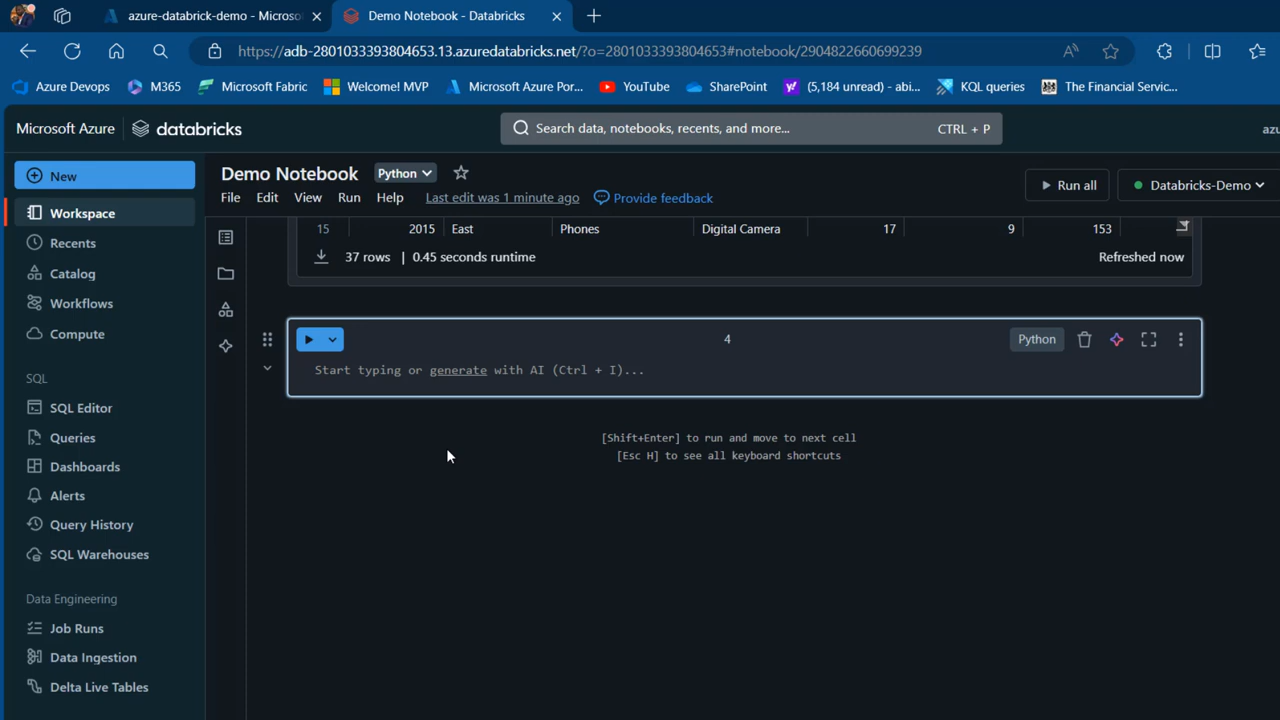 azure-databrick-demo - Microso
Demo Notebook - Databricks
https://adb-2801033393804653.13.azuredatabricks.net/?o=2801033393804653#notebook/2904822660699239
Azure Devops
M365
Microsoft Fabric
Welcome! MVP
Microsoft Azure Por...
YouTube
SharePoint
(5,184 unread) - abi...
KQL queries
The Financial Servic...
Microsoft Azure
databricks
Search data, notebooks, recents, and more...
CTRL + P
az
New
Workspace
Recents
Catalog
Workflows
Compute
SQL
SQL Editor
Queries
Dashboards
Alerts
Query History
SQL Warehouses
Data Engineering
Job Runs
Data Ingestion
Delta Live Tables
Demo Notebook
Python
File Edit View Run Help
Last edit was 1 minute ago
Provide feedback
Run all
Databricks-Demo
15 2015 East Phones Digital Camera 17 9 153
37 rows | 0.45 seconds runtime
Refreshed now
4
Python
Start typing or generate with AI (Ctrl + I)...
[Shift+Enter] to run and move to next cell
[Esc H] to see all keyboard shortcuts